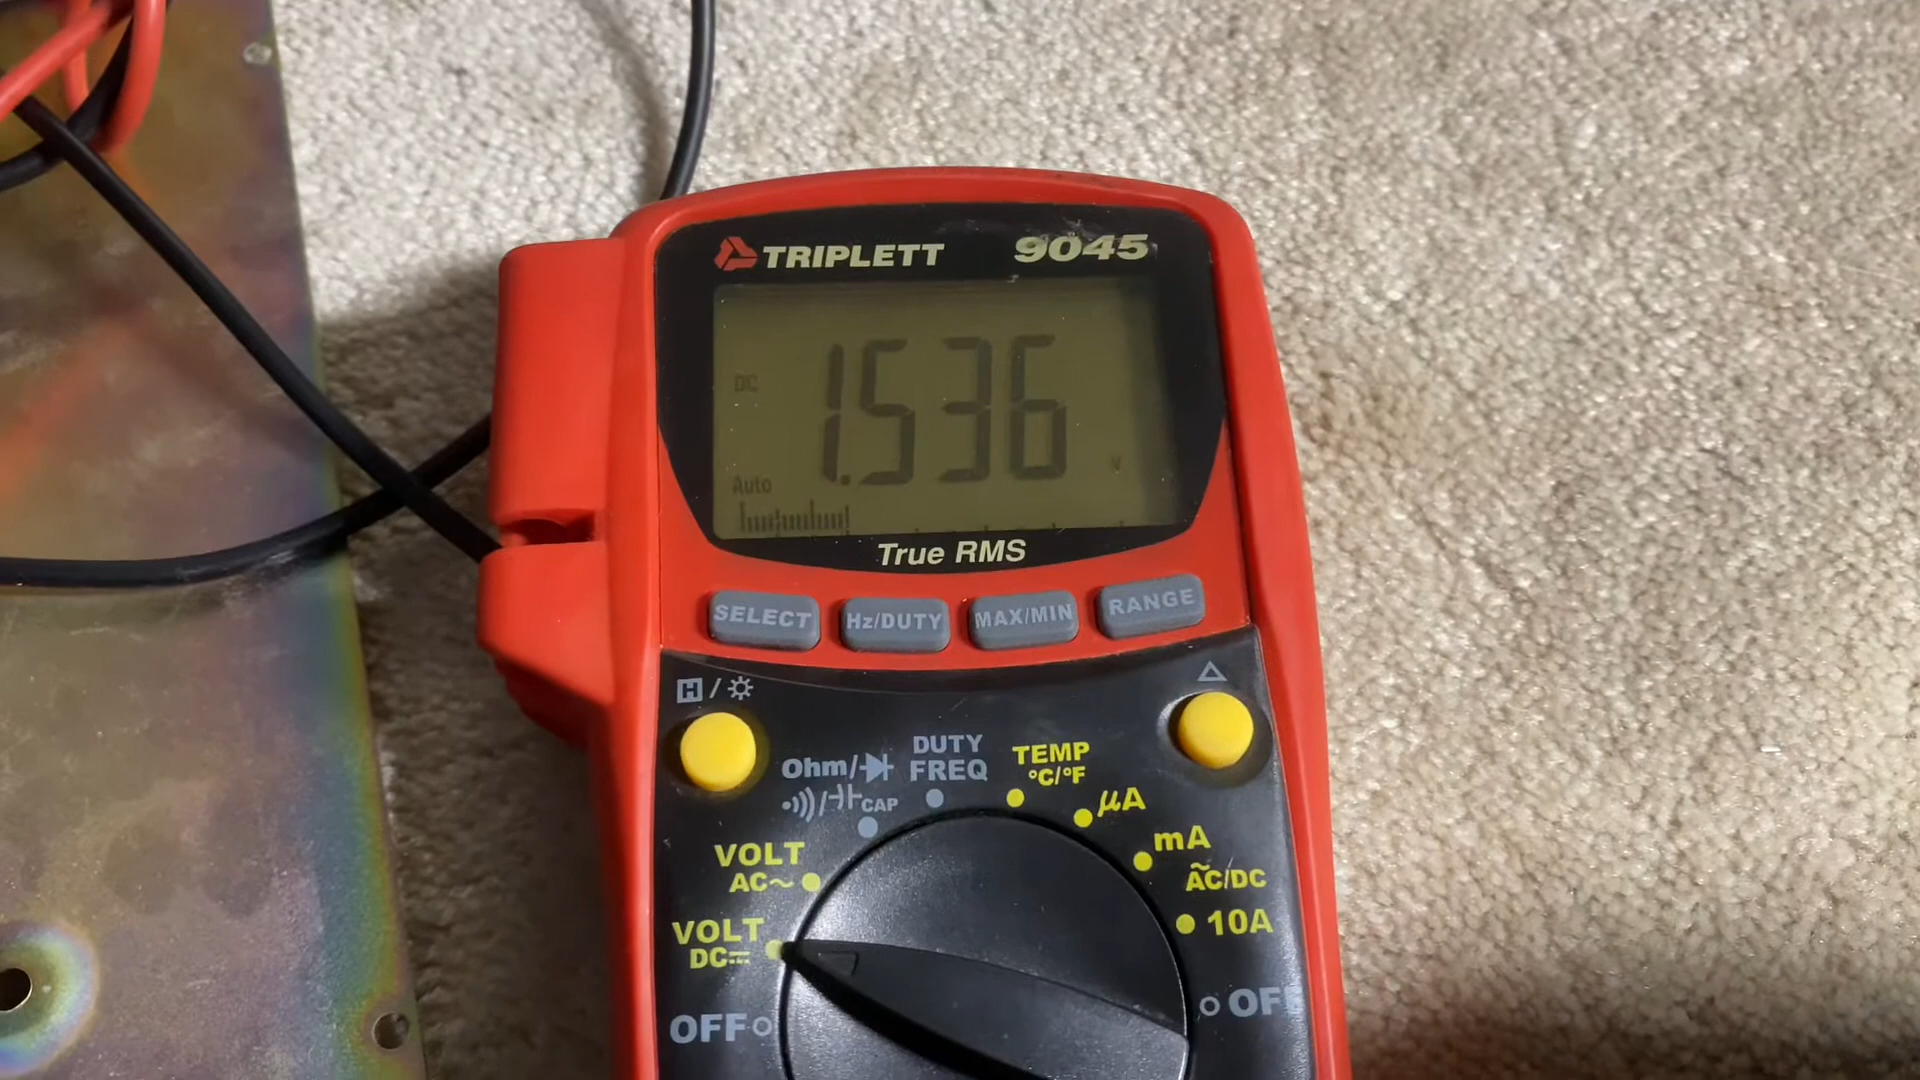 TRIPLETT 9045
DC
1.536
V
Auto
True RMS
SELECT Hz/DUTY MAX/MIN RANGE
H/
Ohm/
CAP
DUTY
FREQ
TEMP
°C/°F
µA
mA
AC/DC
10A
VOLT
AC~
VOLT
DC
OFF
OFF